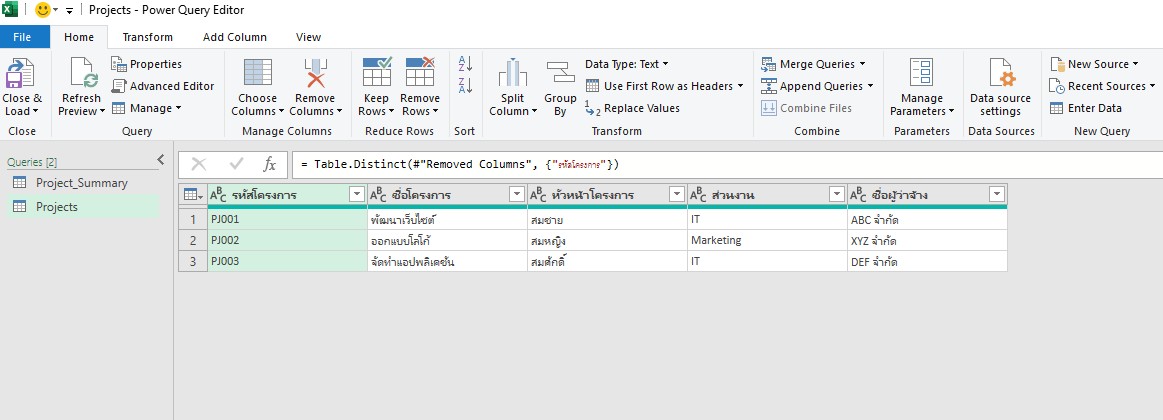 Projects - Power Query Editor
File Home Transform Add Column View
Close & Load
Close
Refresh Preview
Properties
Advanced Editor
Manage
Query
Choose Columns
Remove Columns
Manage Columns
Keep Rows
Remove Rows
Reduce Rows
Sort
Split Column
Group By
Data Type: Text
Use First Row as Headers
Replace Values
Transform
Merge Queries
Append Queries
Combine Files
Combine
Manage Parameters
Parameters
Data source settings
Data Sources
New Source
Recent Sources
Enter Data
New Query
Queries [2]
Project_Summary
Projects
fx = Table.Distinct(#"Removed Columns", {"รหัสโครงการ"})
รหัสโครงการ ชื่อโครงการ หัวหน้าโครงการ ส่วนงาน ชื่อผู้ว่าจ้าง
1 PJ001 พัฒนาเว็บไซต์ สมชาย IT ABC จำกัด
2 PJ002 ออกแบบโลโก้ สมหญิง Marketing XYZ จำกัด
3 PJ003 จัดทำแอปพลิเคชัน สมศักดิ์ IT DEF จำกัด